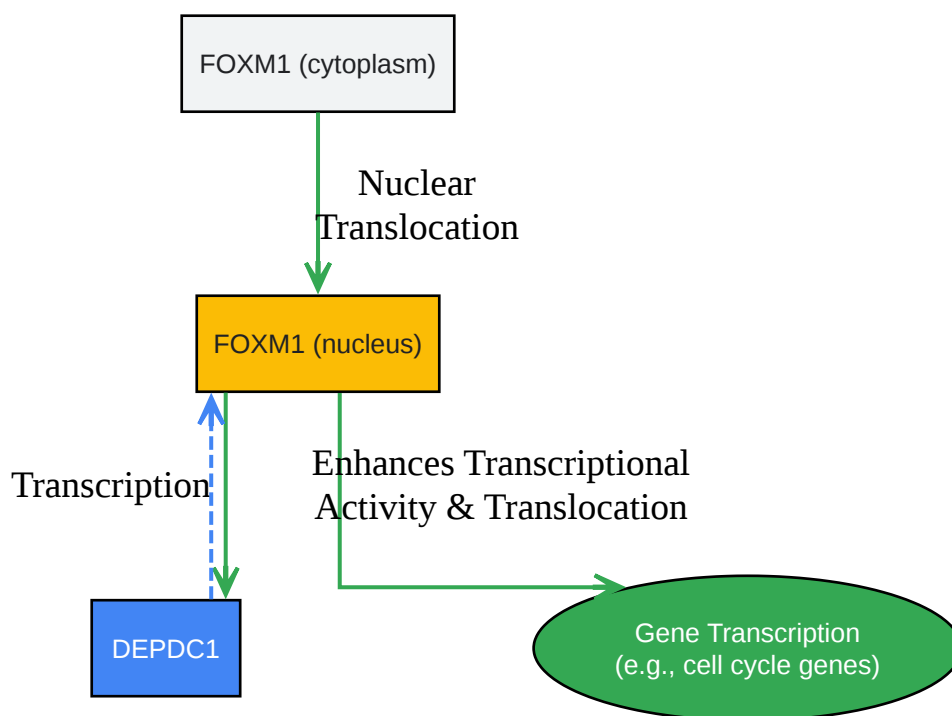 FOXM1 (cytoplasm)
Nuclear
Translocation
FOXM1 (nucleus)
Transcription
Enhances Transcriptional
Activity & Translocation
DEPDC1
Gene Transcription
(e.g., cell cycle genes)